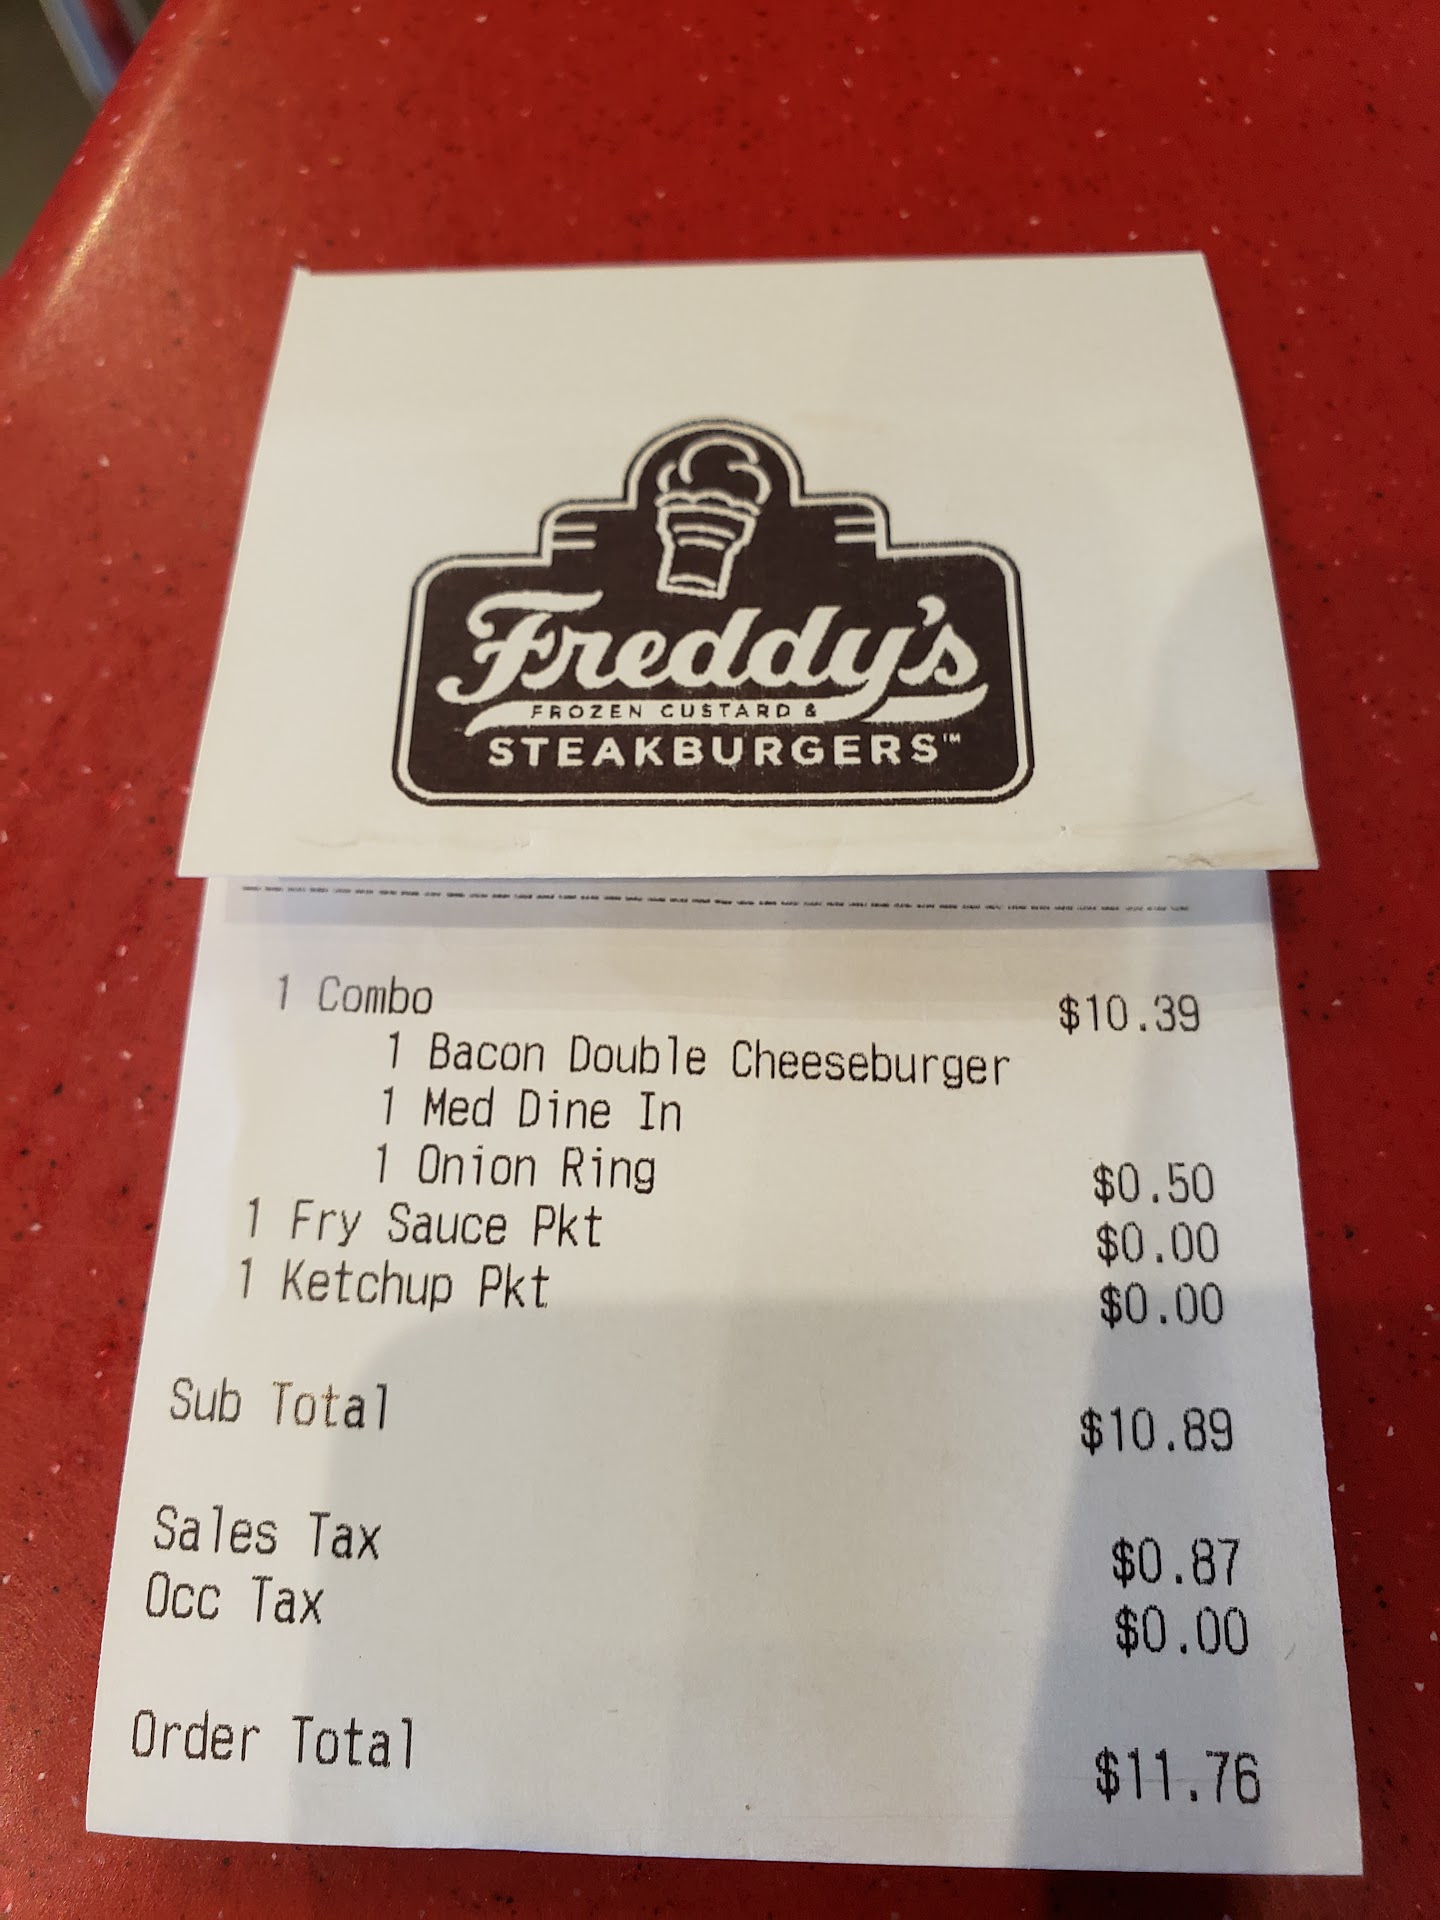 Freddy's
FROZEN CUSTARD &
STEAKBURGERS™
1 Combo $10.39
1 Bacon Double Cheeseburger
1 Med Dine In
1 Onion Ring $0.50
1 Fry Sauce Pkt $0.00
1 Ketchup Pkt $0.00
Sub Total $10.89
Sales Tax $0.87
Occ Tax $0.00
Order Total $11.76